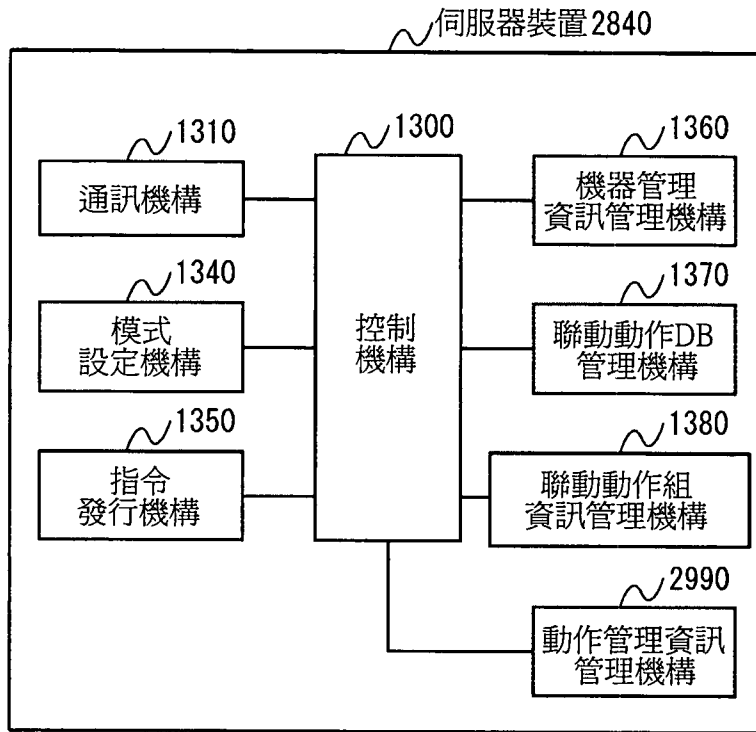 伺服器裝置2840
1310
通訊機構
1340
模式
設定機構
1350
指令
發行機構
1300
控制
機構
1360
機器管理
資訊管理機構
1370
聯動動作DB
管理機構
1380
聯動動作組
資訊管理機構
2990
動作管理資訊
管理機構